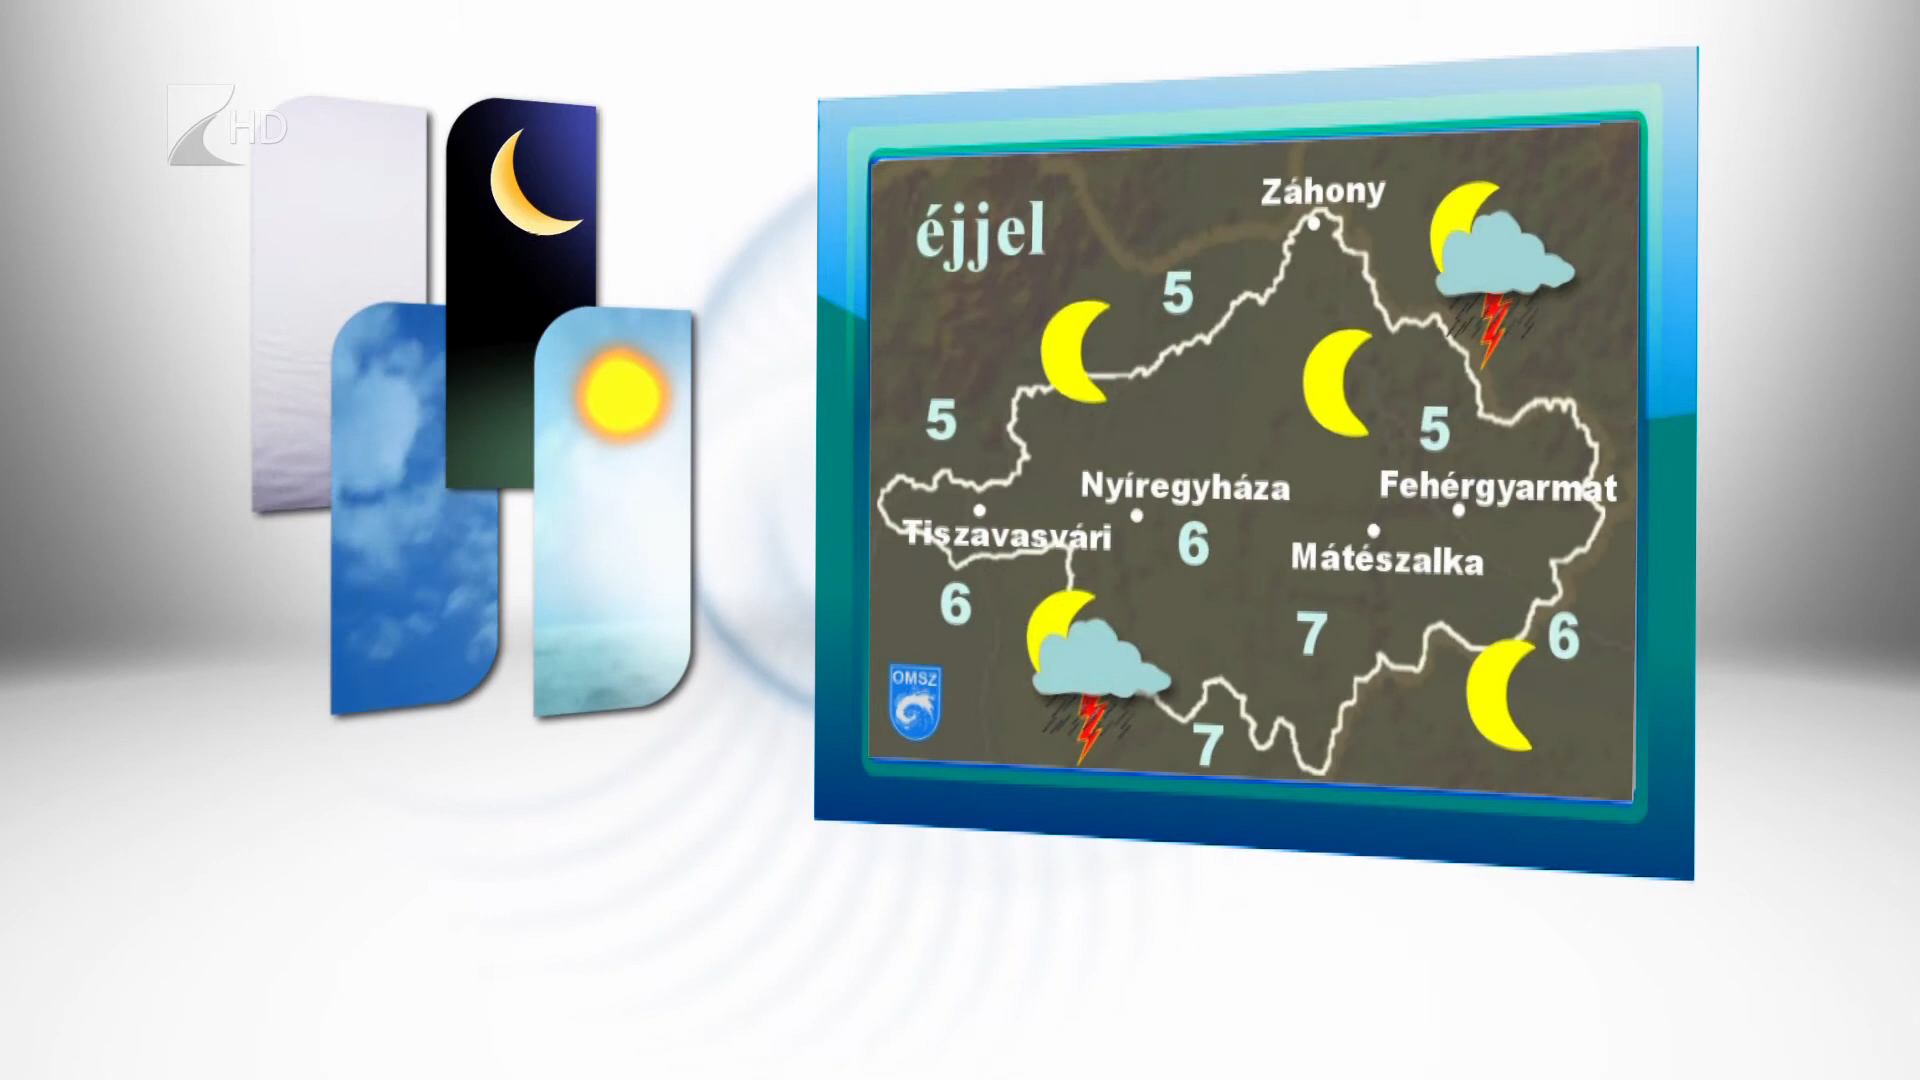 HD
éjjel
Záhony
5
5
5
Nyíregyháza
Fehérgyarmat
Tiszavasvári
6
Mátészalka
6
7
6
OMSZ
7